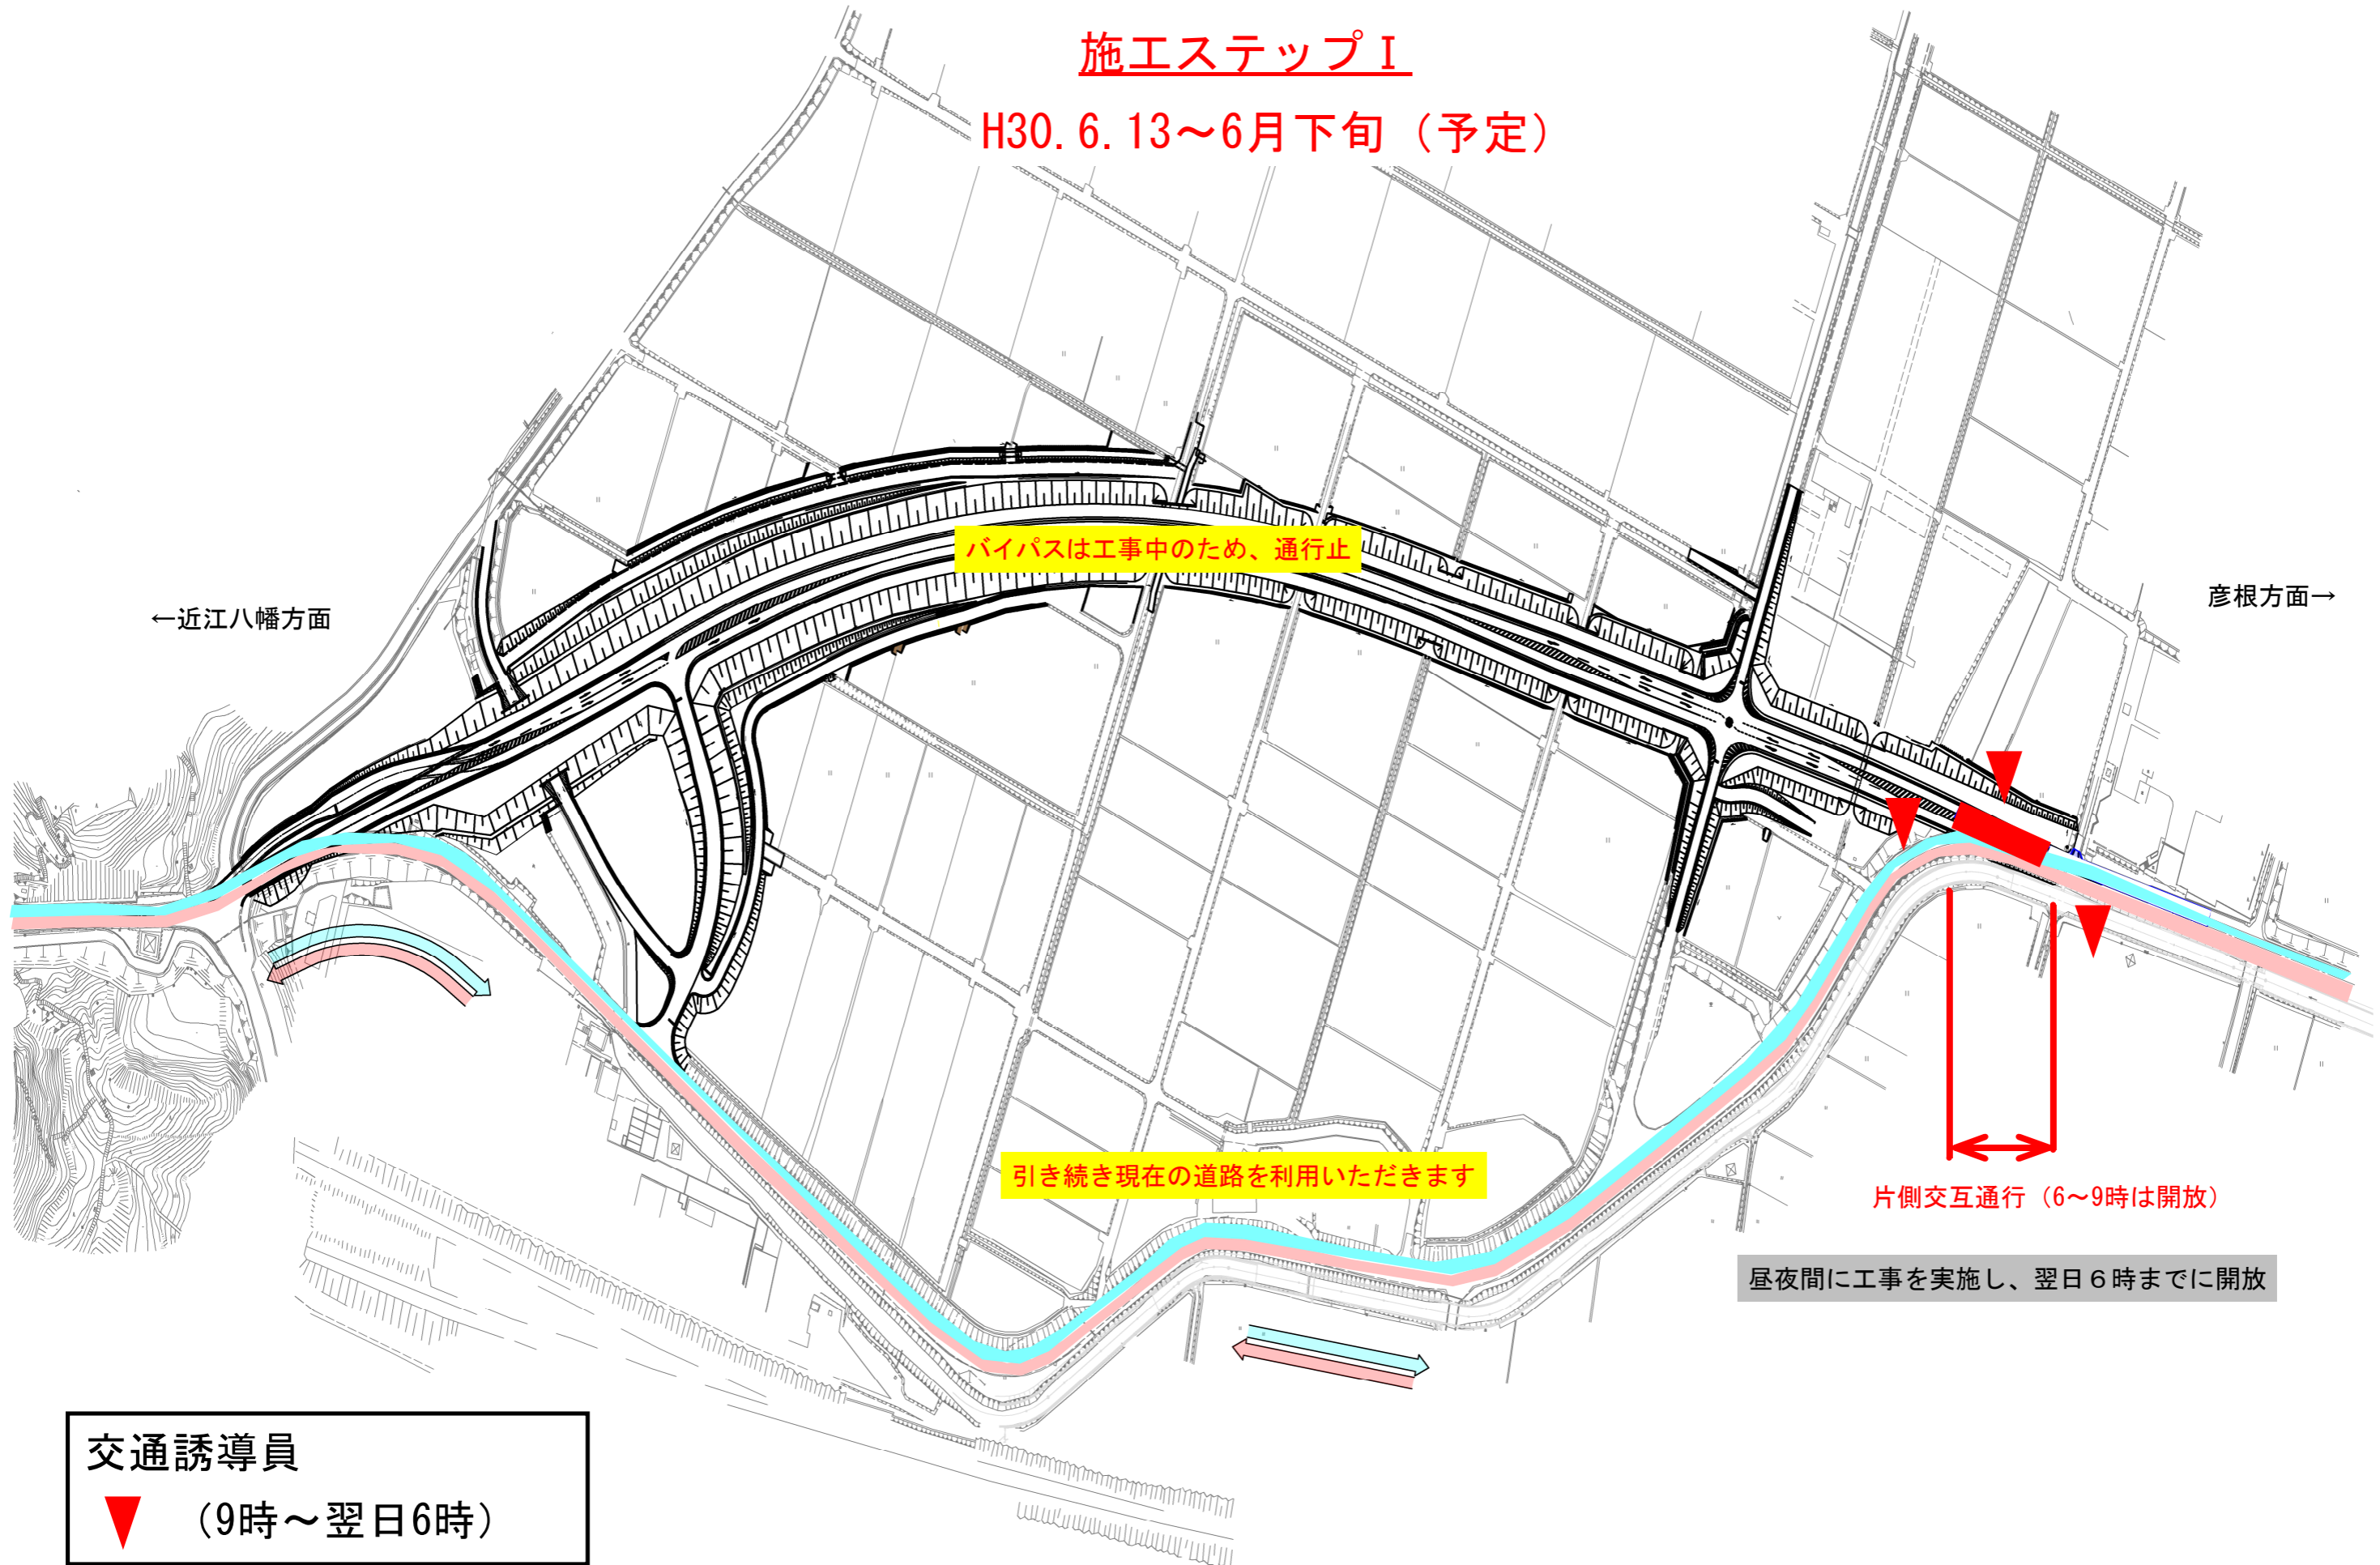 施工ステップⅠ
H30.6.13～6月下旬（予定）
バイパスは工事中のため、通行止
←近江八幡方面
彦根方面→
引き続き現在の道路を利用いただきます
片側交互通行（6～9時は開放）
昼夜間に工事を実施し、翌日６時までに開放
交通誘導員
（9時～翌日6時）